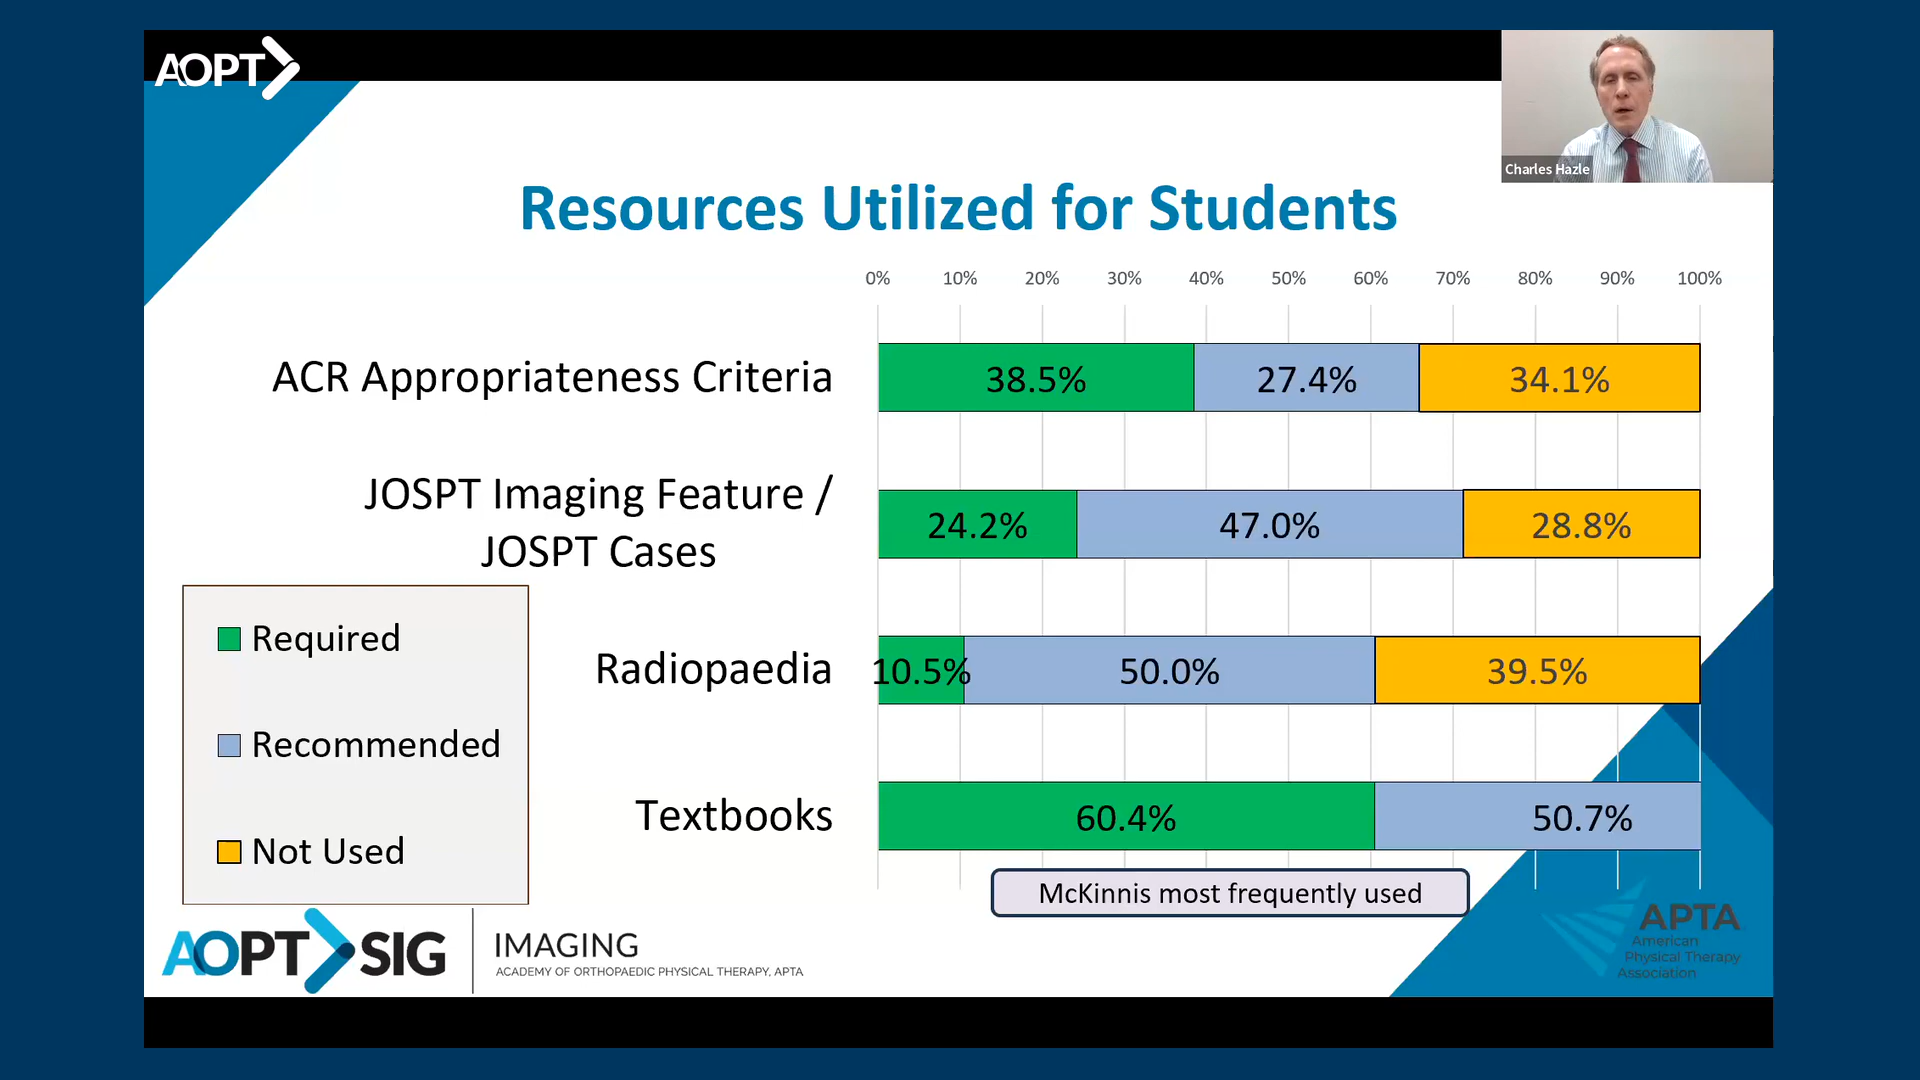 AOPT
Charles Hazle
Resources Utilized for Students
0% 10% 20% 30% 40% 50% 60% 70% 80% 90% 100%
ACR Appropriateness Criteria
38.5% 27.4% 34.1%
JOSPT Imaging Feature /
JOSPT Cases
24.2% 47.0% 28.8%
Radiopaedia
10.5% 50.0% 39.5%
Textbooks
60.4% 50.7%
Required
Recommended
Not Used
McKinnis most frequently used
AOPT SIG
IMAGING
ACADEMY OF ORTHOPAEDIC PHYSICAL THERAPY, APTA
APTA
American
Physical Therapy
Association